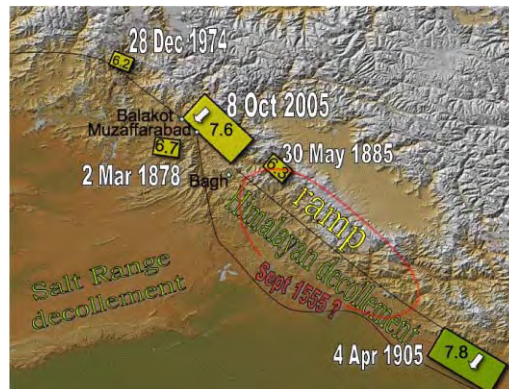 28 Dec 1974
6.2
8 Oct 2005
Balakot
Muzaffarabad
7.6
6.7
30 May 1885
6.3
2 Mar 1878
Bagh
ramp
Himalayan decollement
Salt Range
decollement
Sept 1555 ?
4 Apr 1905
7.8